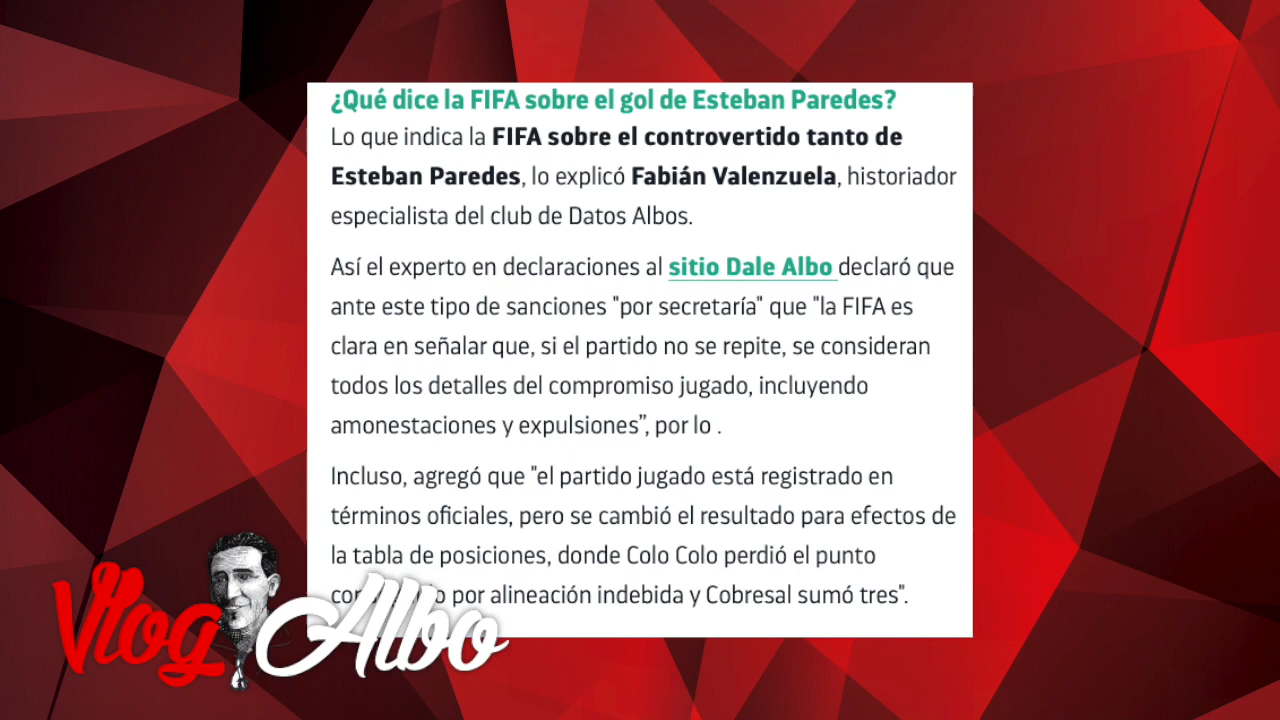 ¿Qué dice la FIFA sobre el gol de Esteban Paredes?
Lo que indica la FIFA sobre el controvertido tanto de
Esteban Paredes, lo explicó Fabián Valenzuela, historiador
especialista del club de Datos Albos.
Así el experto en declaraciones al sitio Dale Albo declaró que
ante este tipo de sanciones "por secretaría" que "la FIFA es
clara en señalar que, si el partido no se repite, se consideran
todos los detalles del compromiso jugado, incluyendo
amonestaciones y expulsiones”, por lo .
Incluso, agregó que "el partido jugado está registrado en
términos oficiales, pero se cambió el resultado para efectos de
la tabla de posiciones, donde Colo Colo perdió el punto
por alineación indebida y Cobresal sumó tres".
Vlog Albo